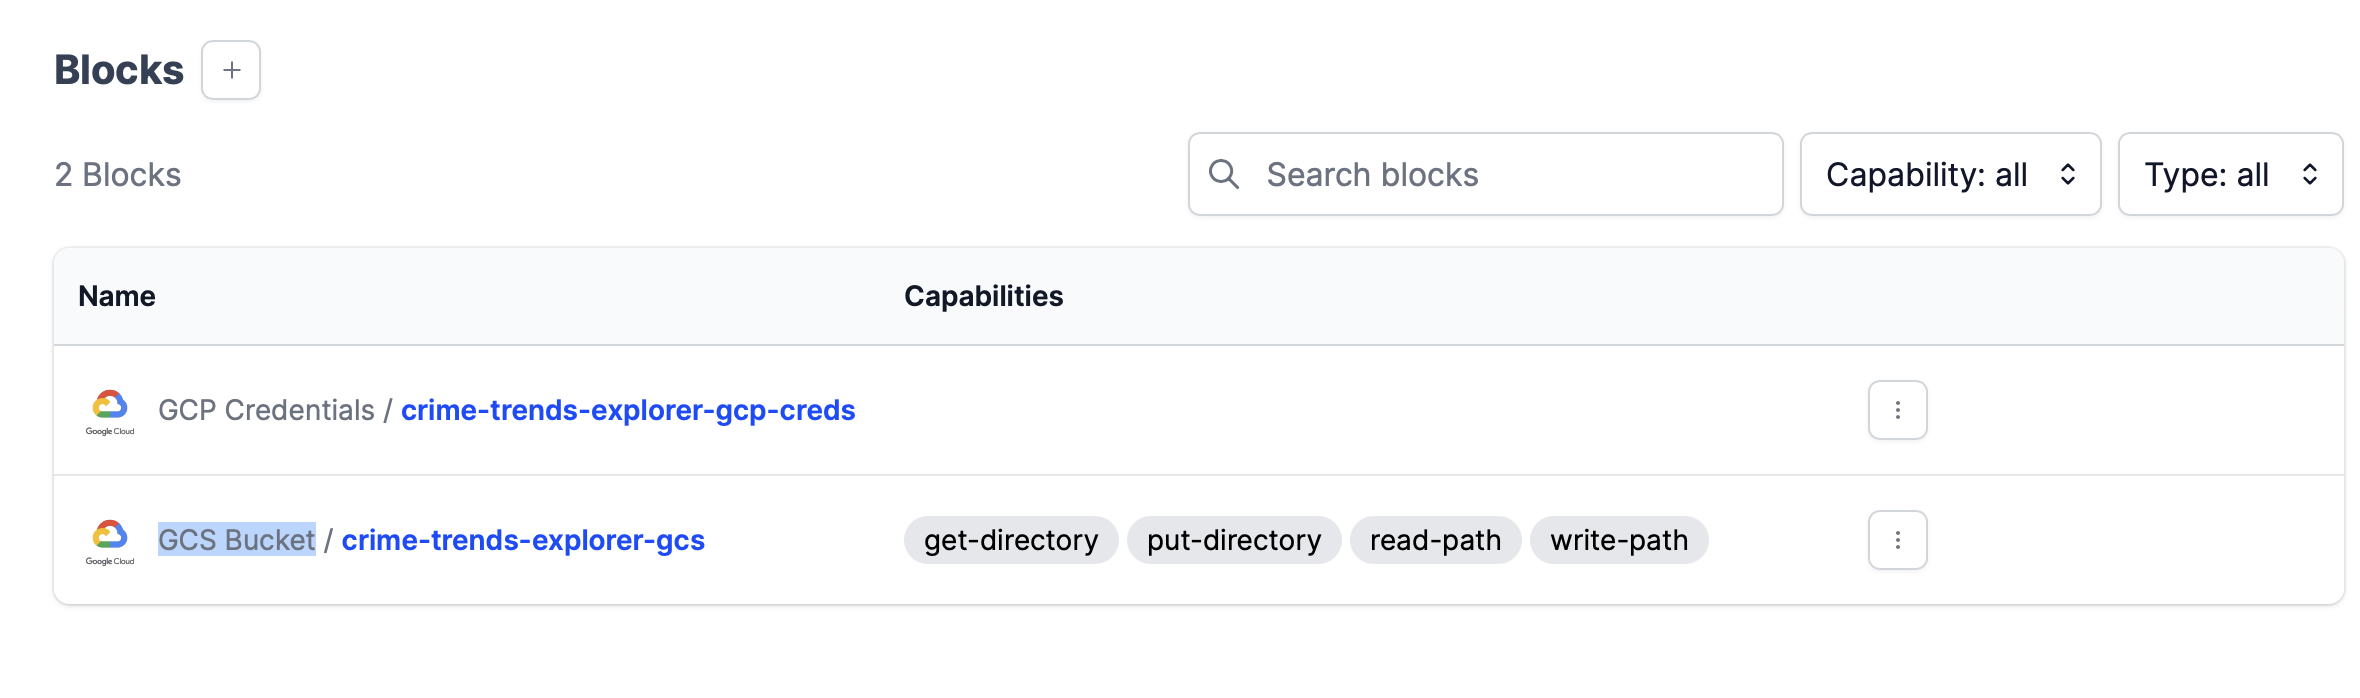 Blocks +
2 Blocks
Search blocks
Capability: all
Type: all
Name Capabilities
Google Cloud
GCP Credentials / crime-trends-explorer-gcp-creds
Google Cloud
GCS Bucket / crime-trends-explorer-gcs get-directory put-directory read-path write-path